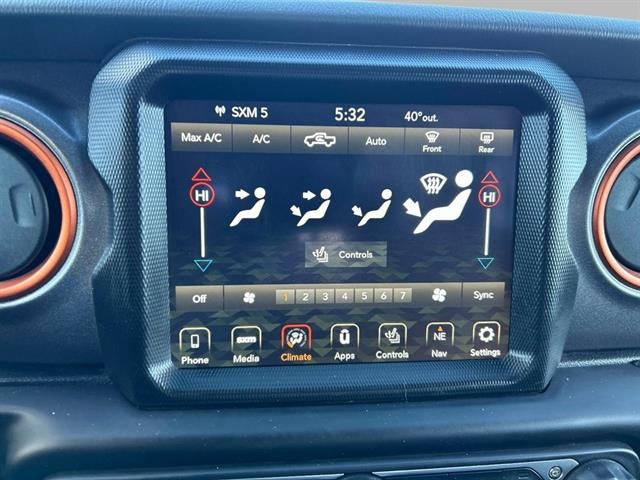 SXM 5 5:32 40°out.
Max A/C A/C Auto Front Rear
HI HI
Controls
Off 1 2 3 4 5 6 7 Sync
Phone Media Climate Apps Controls NE Nav Settings